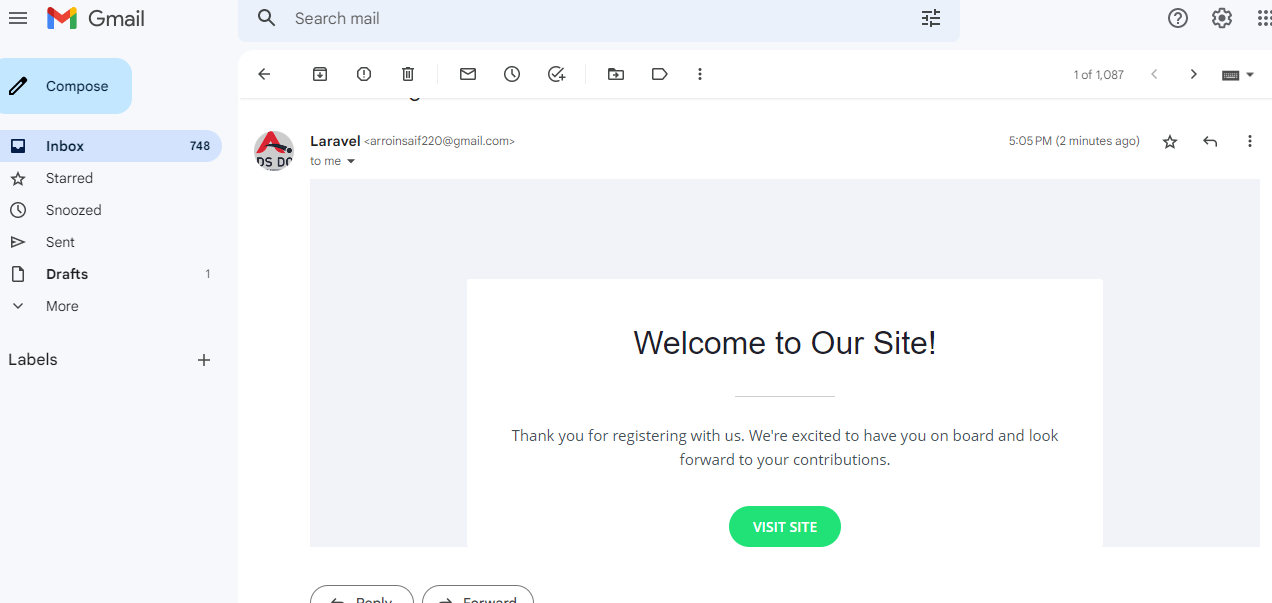 Gmail
Search mail
Compose
1 of 1,087
Inbox 748
Laravel <arroinsaif220@gmail.com> 5:05 PM (2 minutes ago)
to me
Starred
Snoozed
Sent
Drafts 1
More
Labels
Welcome to Our Site!
Thank you for registering with us. We're excited to have you on board and look
forward to your contributions.
VISIT SITE
Reply Forward